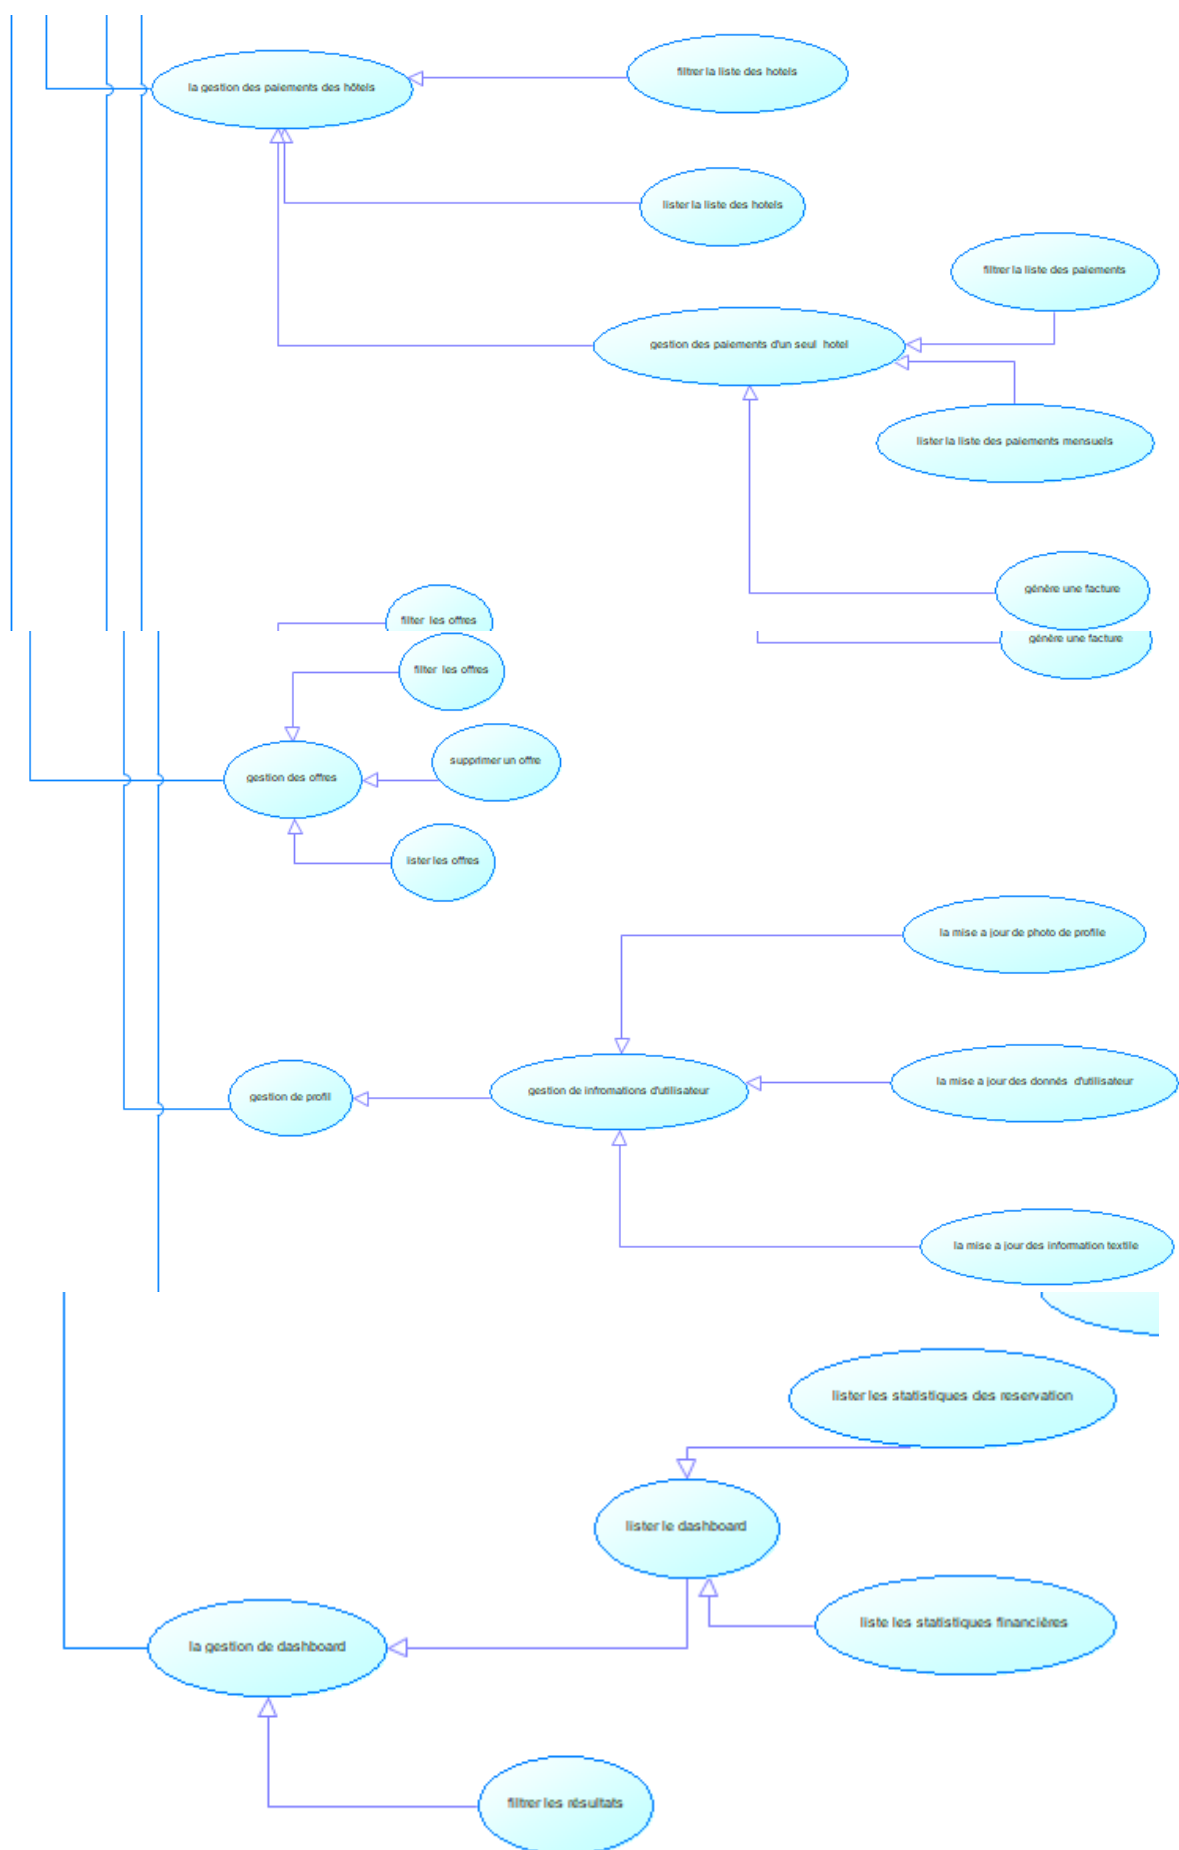 filtrer la liste des hotels
la gestion des paiements des hôtels
lister la liste des hotels
filtrer la liste des paiements
gestion des paiements d'un seul hotel
lister la liste des paiements mensuels
génère une facture
filter les offres
génère une facture
filter les offres
supprimer un offre
gestion des offres
lister les offres
la mise a jour de photo de profile
la mise a jour des donnés d'utilisateur
gestion de infromations d'utilisateur
gestion de profil
la mise a jour des information textile
lister les statistiques des reservation
lister le dashboard
liste les statistiques financières
la gestion de dashboard
filtrer les résultats